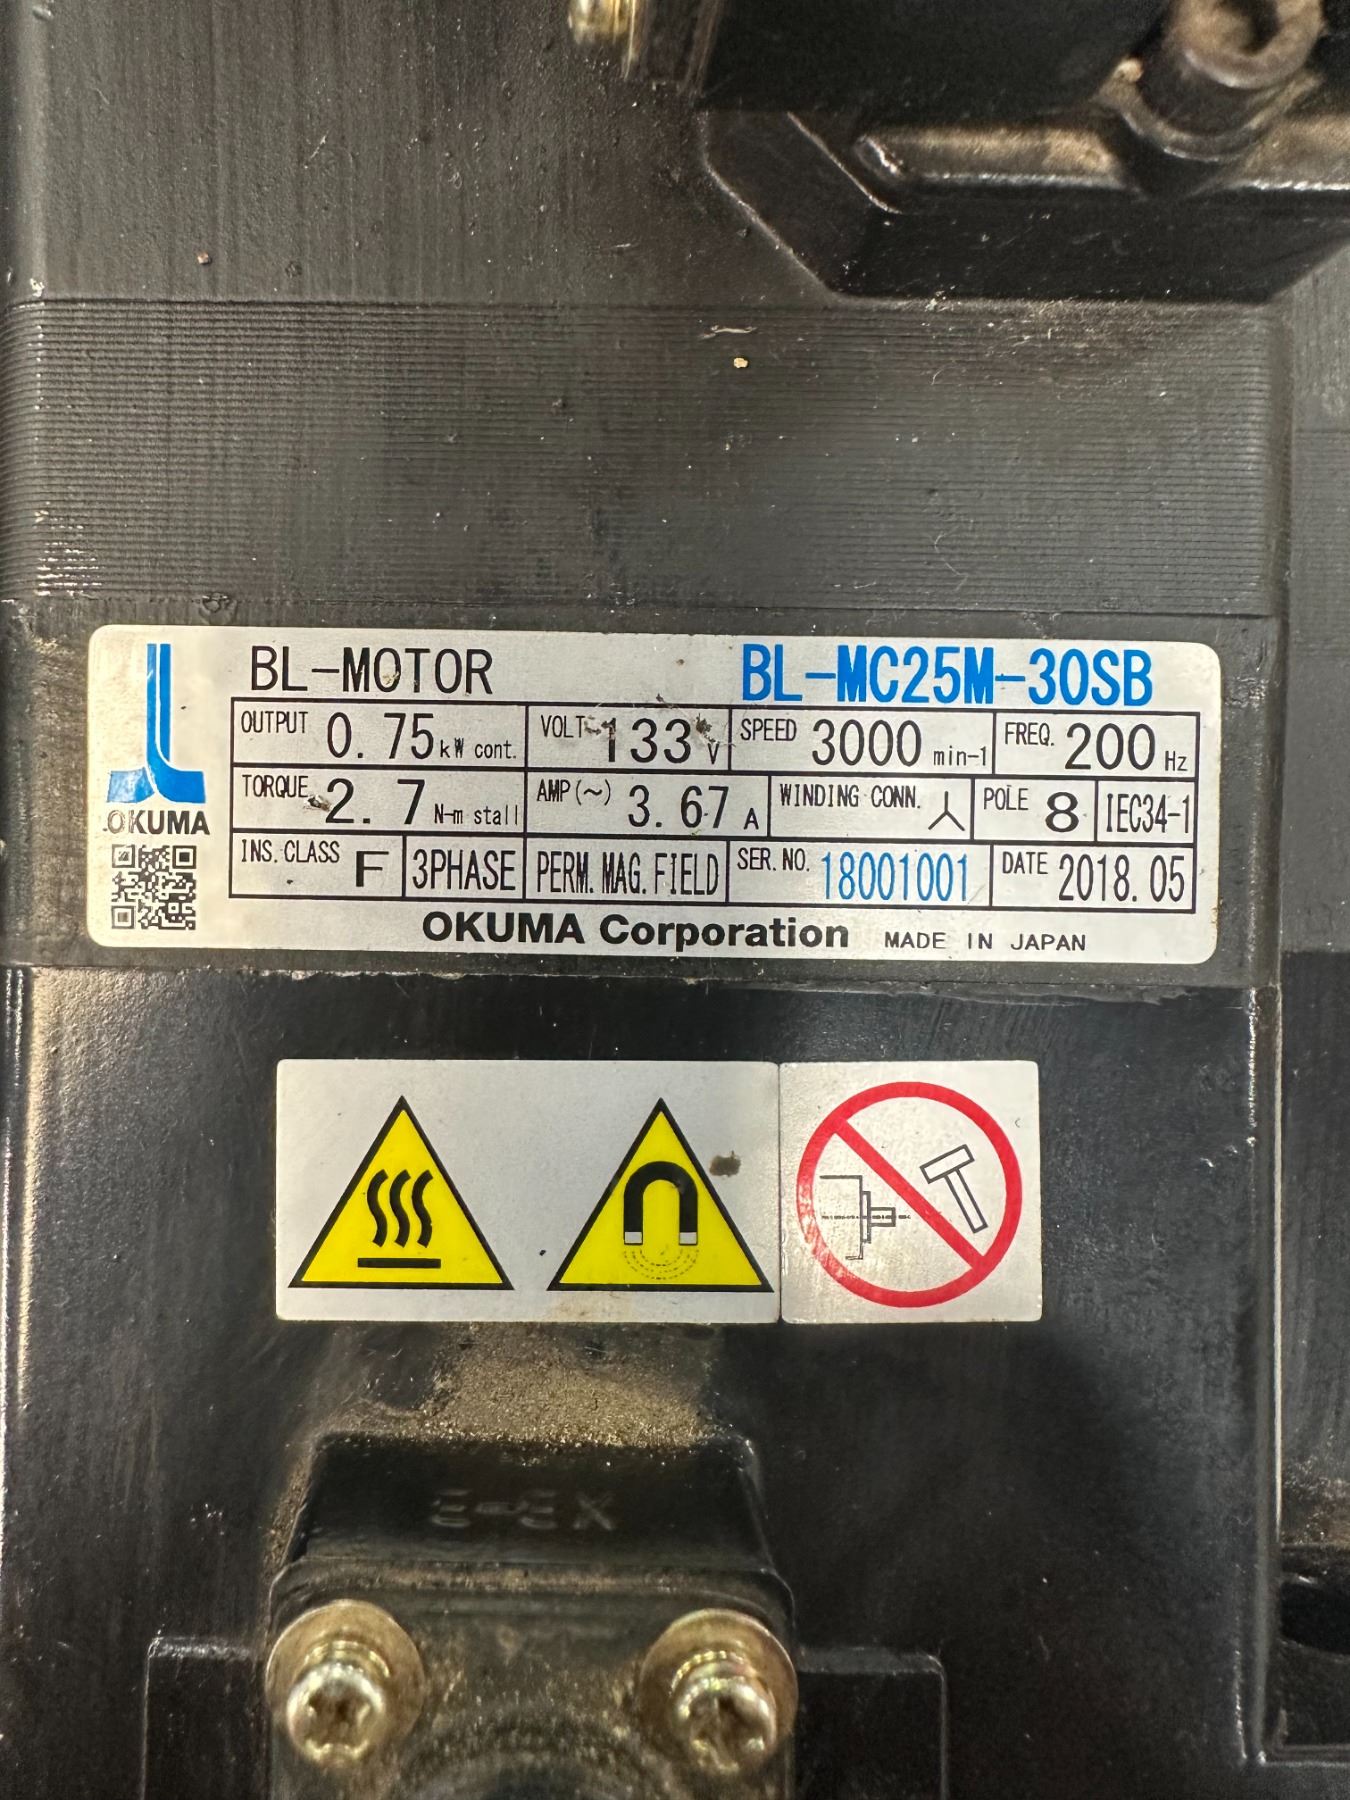 BL-MOTOR BL-MC25M-30SB
OUTPUT 0.75 kW cont. VOLT 133 V SPEED 3000 min-1 FREQ. 200 Hz
TORQUE 2.7 N-m stall AMP(~) 3.67 A WINDING CONN. POLE 8 IEC34-1
INS. CLASS F 3PHASE PERM. MAG. FIELD SER. NO. 18001001 DATE 2018.05
OKUMA
OKUMA Corporation MADE IN JAPAN
E-EX